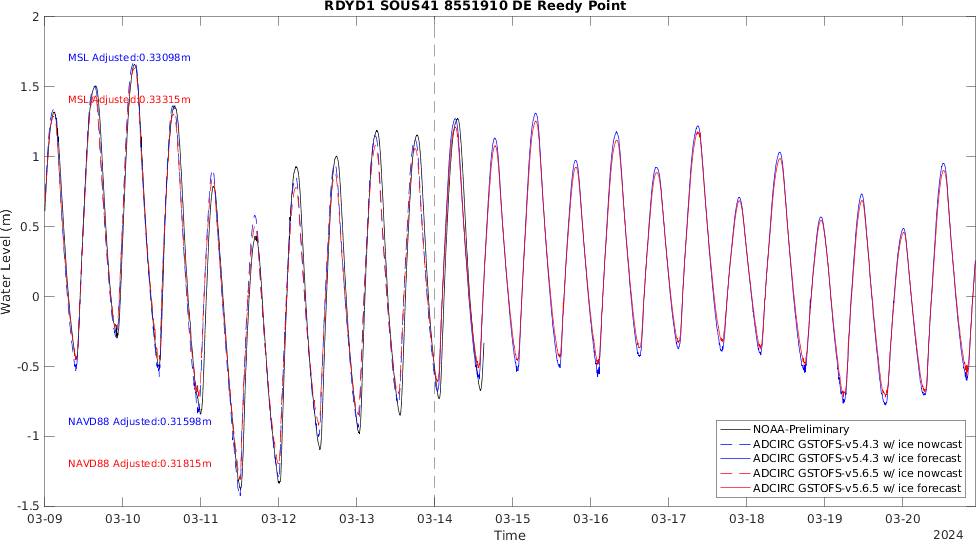 RDYD1 SOUS41 8551910 DE Reedy Point
2
1.5
1
0.5
0
-0.5
-1
-1.5
Water Level (m)
MSL Adjusted:0.33098m
MSL Adjusted:0.33315m
NAVD88 Adjusted:0.31598m
NAVD88 Adjusted:0.31815m
NOAA-Preliminary
ADCIRC GSTOFS-v5.4.3 w/ ice nowcast
ADCIRC GSTOFS-v5.4.3 w/ ice forecast
ADCIRC GSTOFS-v5.6.5 w/ ice nowcast
ADCIRC GSTOFS-v5.6.5 w/ ice forecast
03-09 03-10 03-11 03-12 03-13 03-14 03-15 03-16 03-17 03-18 03-19 03-20
Time
2024